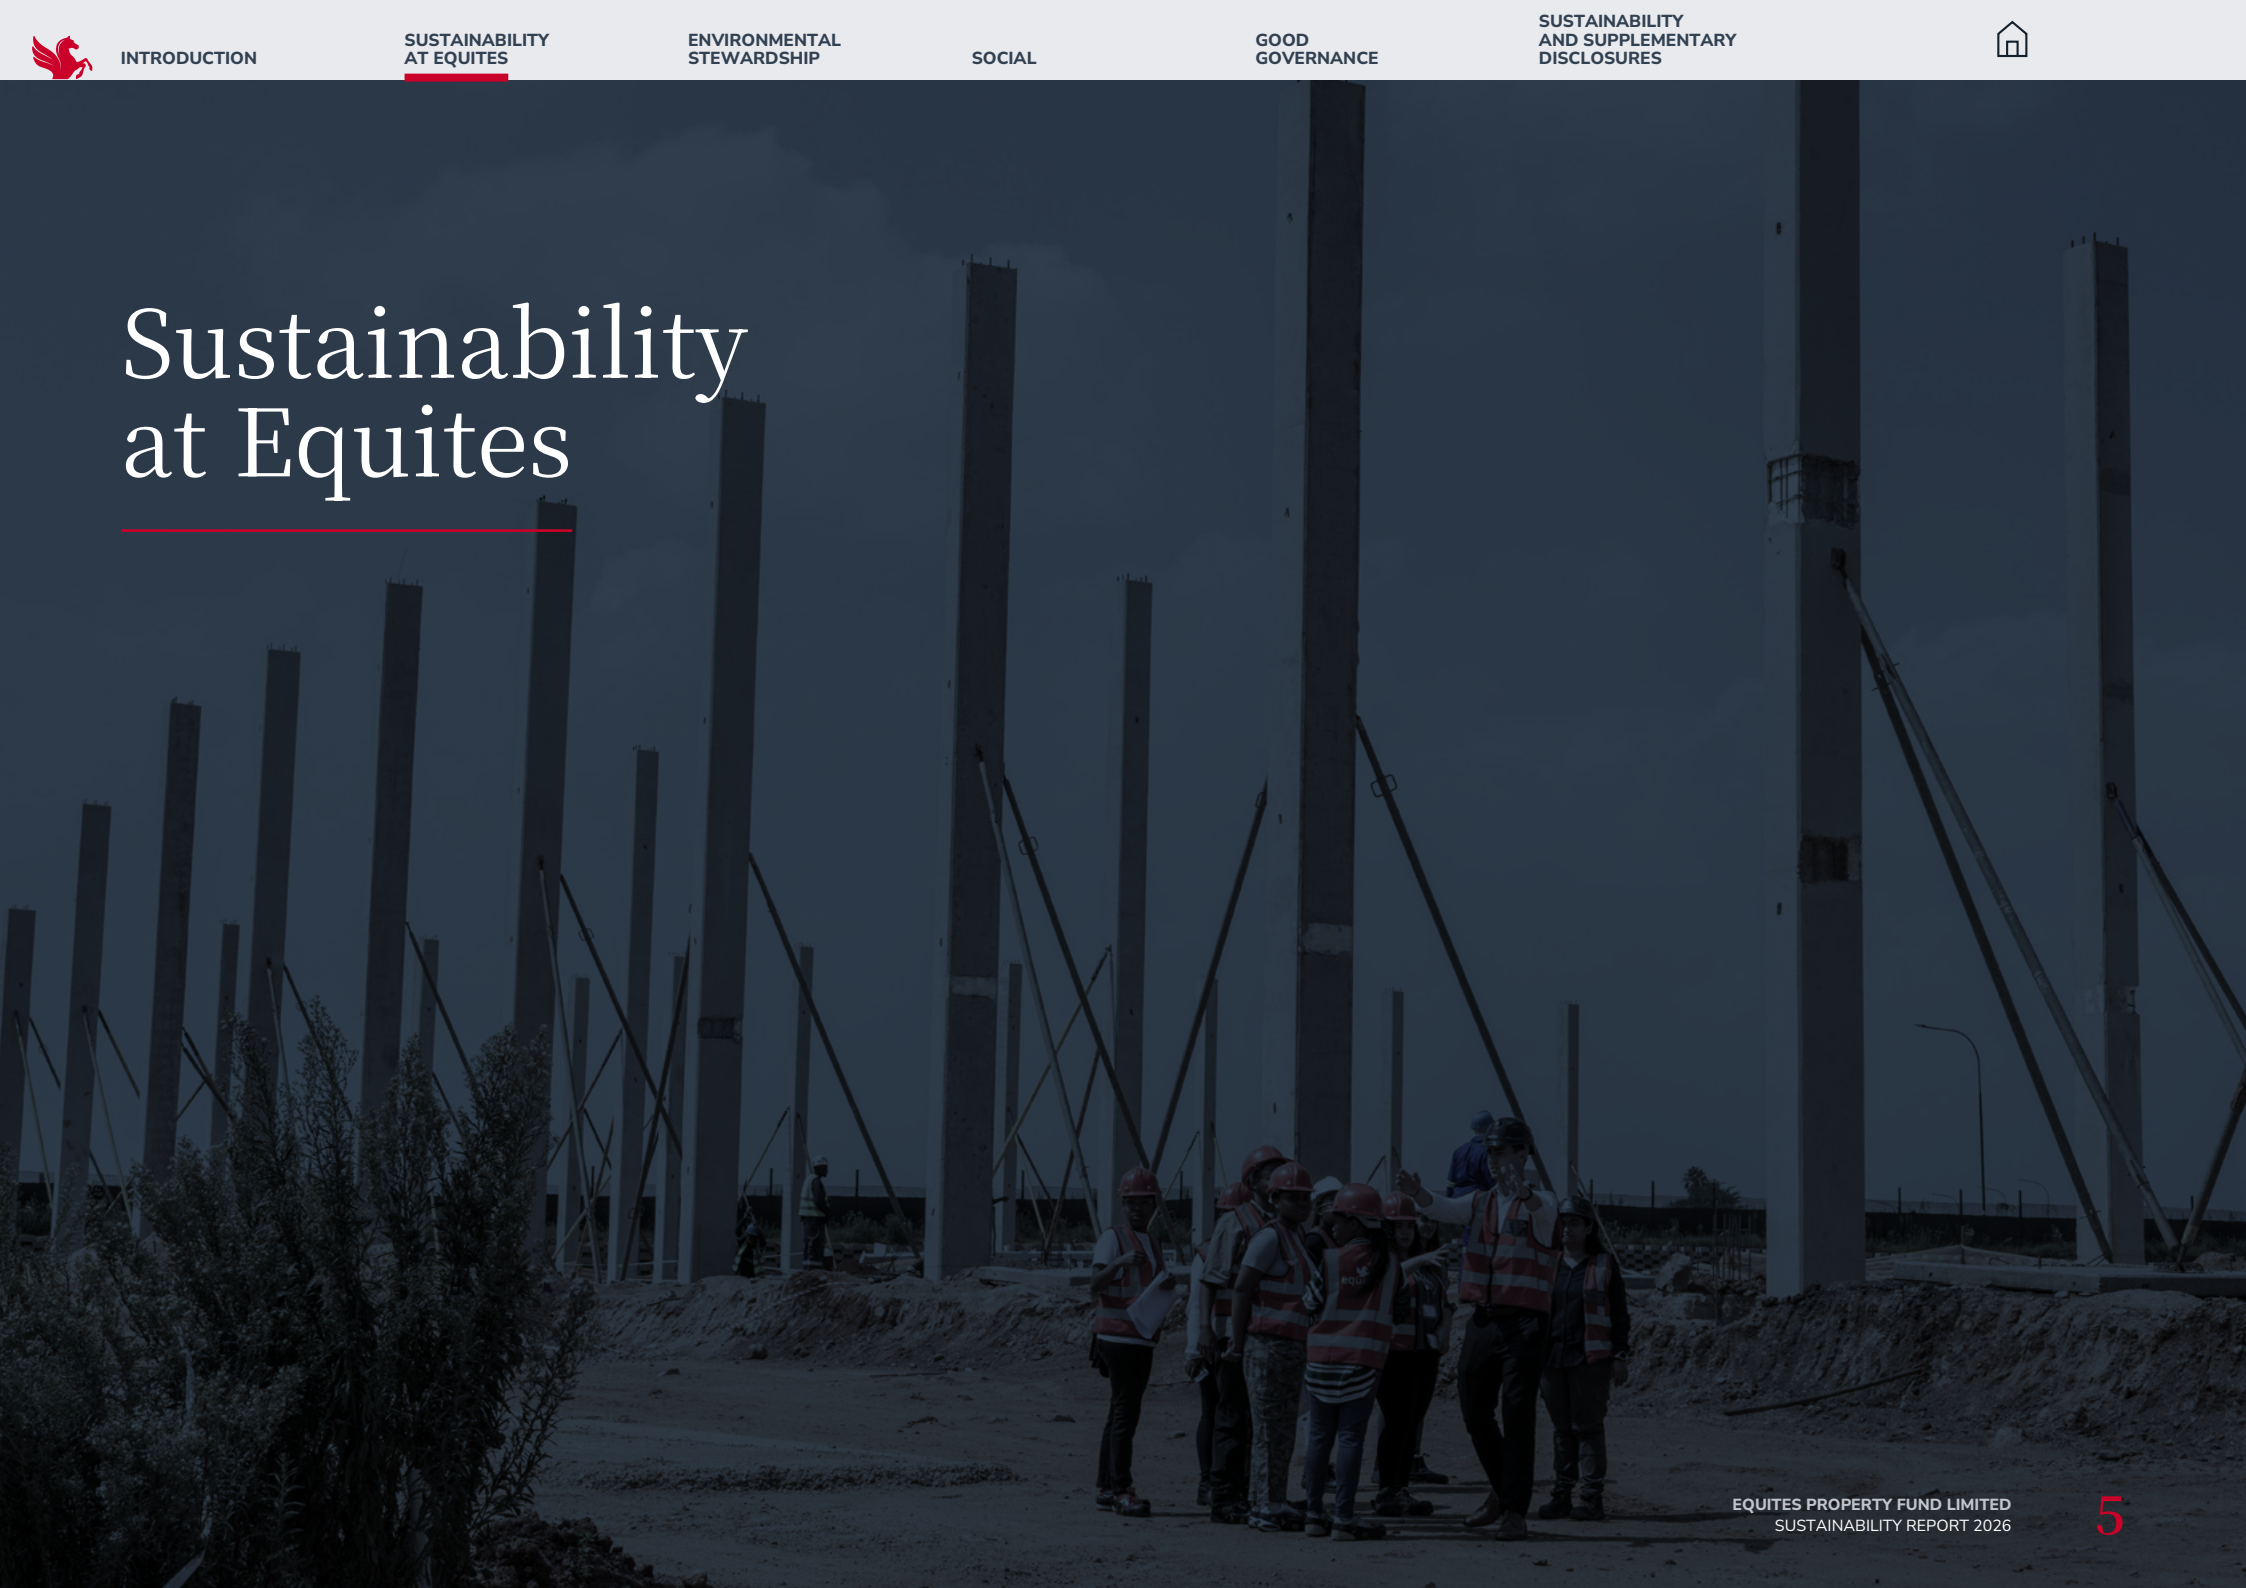 INTRODUCTION
SUSTAINABILITY
AT EQUITES
ENVIRONMENTAL
STEWARDSHIP
SOCIAL
GOOD
GOVERNANCE
SUSTAINABILITY
AND SUPPLEMENTARY
DISCLOSURES
Sustainability
at Equites
EQUITES PROPERTY FUND LIMITED
SUSTAINABILITY REPORT 2026
5